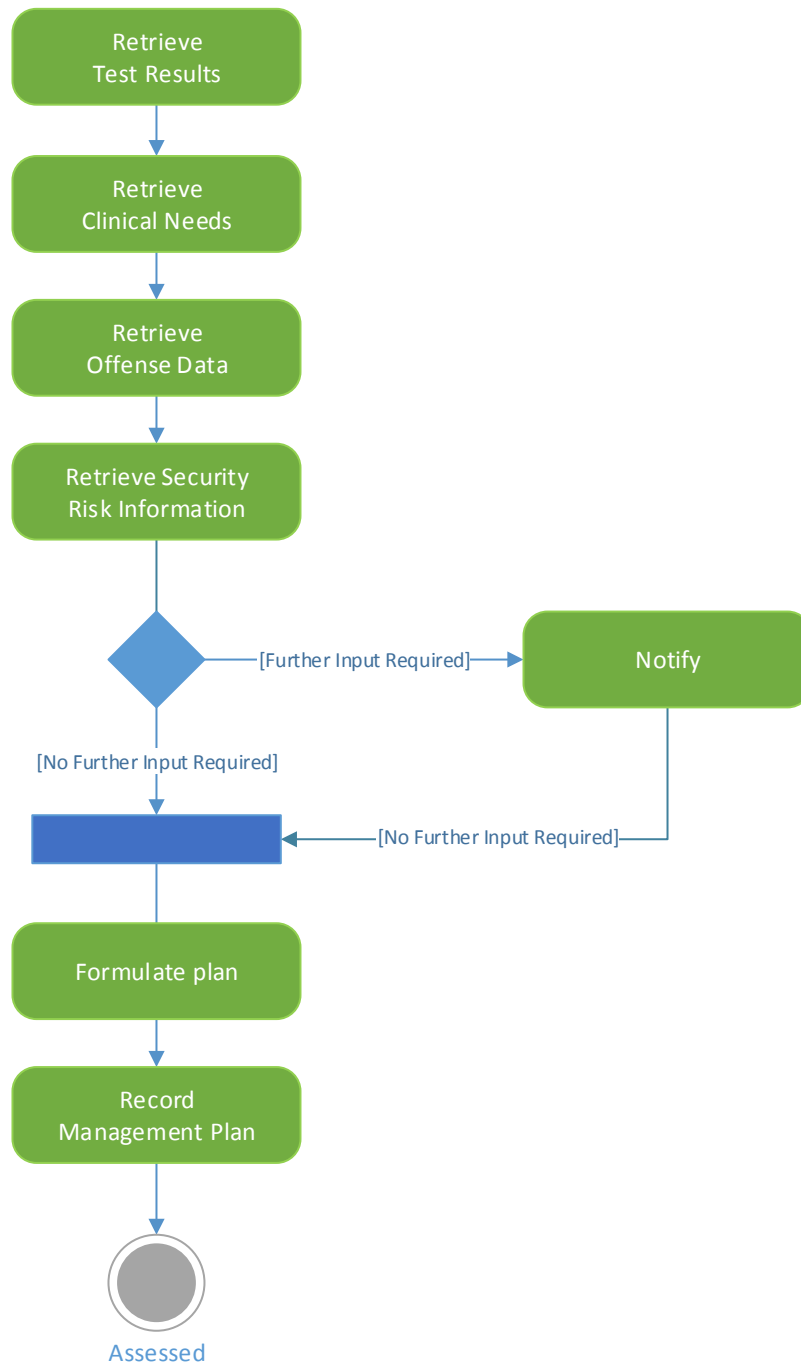 Retrieve
Test Results
Retrieve
Clinical Needs
Retrieve
Offense Data
Retrieve Security
Risk Information
[Further Input Required]
Notify
[No Further Input Required]
[No Further Input Required]
Formulate plan
Record
Management Plan
Assessed